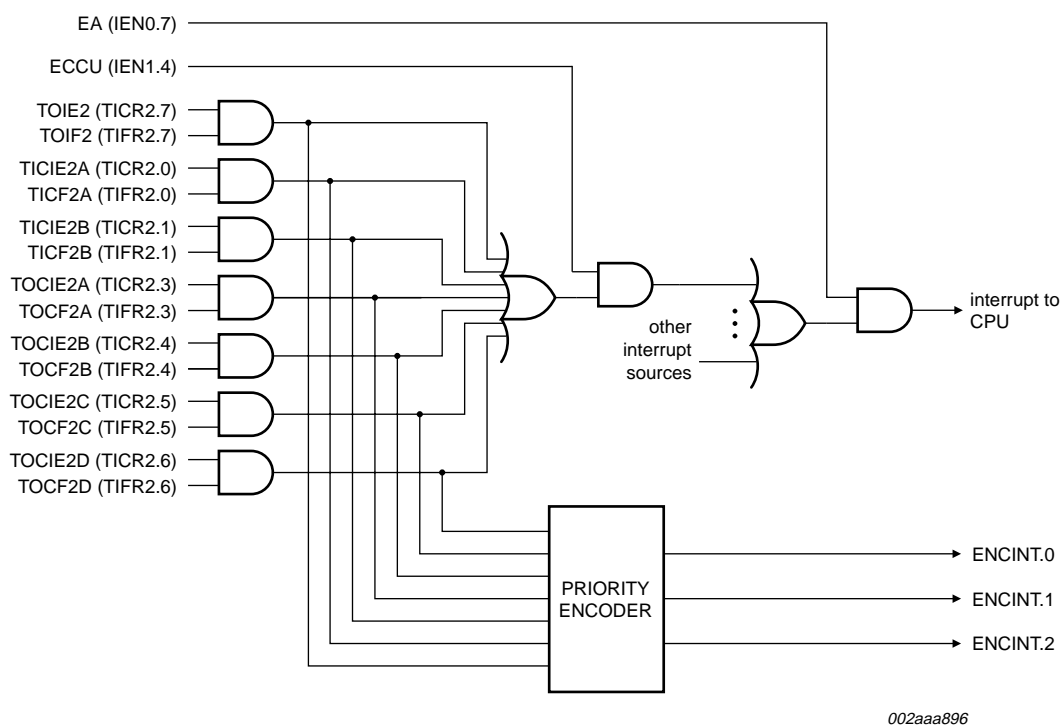 EA (IEN0.7)
ECCU (IEN1.4)
TOIE2 (TICR2.7)
TOIF2 (TIFR2.7)
TICIE2A (TICR2.0)
TICF2A (TIFR2.0)
TICIE2B (TICR2.1)
TICF2B (TIFR2.1)
TOCIE2A (TICR2.3)
TOCF2A (TIFR2.3)
TOCIE2B (TICR2.4)
TOCF2B (TIFR2.4)
TOCIE2C (TICR2.5)
TOCF2C (TIFR2.5)
TOCIE2D (TICR2.6)
TOCF2D (TIFR2.6)
other
interrupt
sources
interrupt to
CPU
PRIORITY
ENCODER
ENCINT.0
ENCINT.1
ENCINT.2
002aaa896